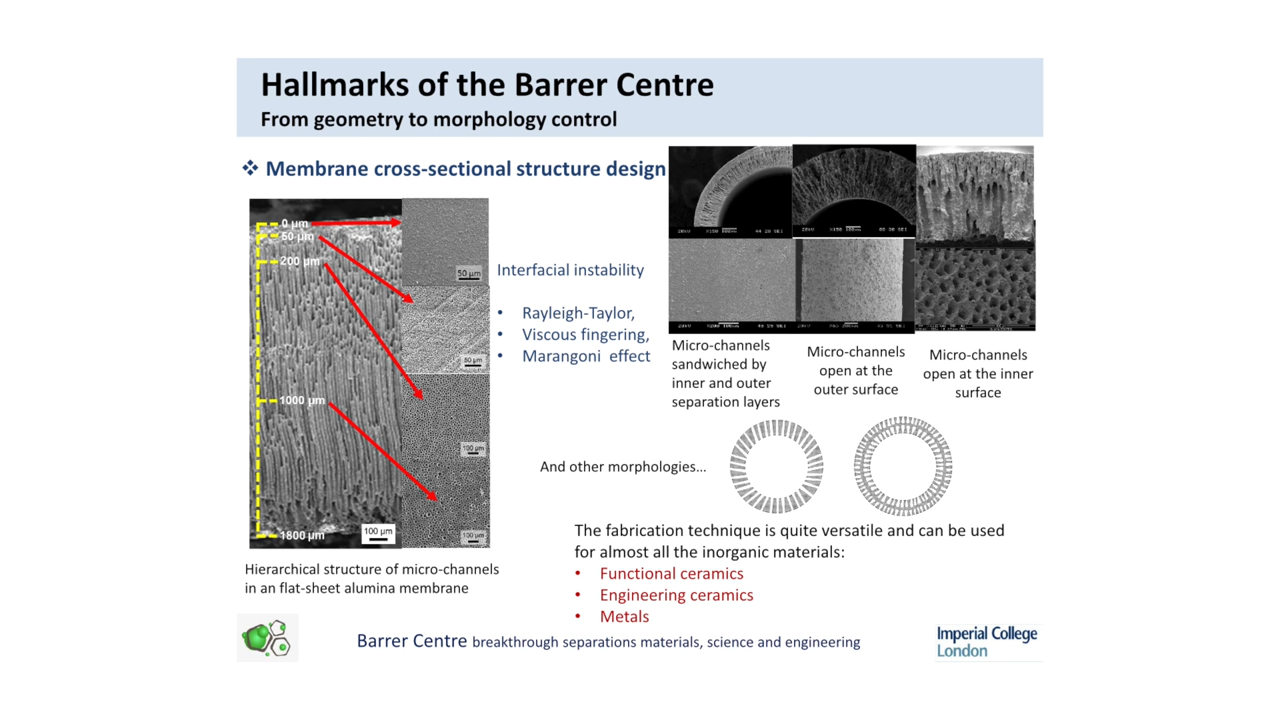 Hallmarks of the Barrer Centre
From geometry to morphology control
❖ Membrane cross-sectional structure design
0 μm
50 μm
200 μm
1000 μm
1800 μm
100 μm
50 μm
50 μm
100 μm
100 μm
Hierarchical structure of micro-channels
in an flat-sheet alumina membrane
Interfacial instability
• Rayleigh-Taylor,
• Viscous fingering,
• Marangoni effect
Micro-channels
sandwiched by
inner and outer
separation layers
Micro-channels
open at the
outer surface
Micro-channels
open at the inner
surface
And other morphologies...
The fabrication technique is quite versatile and can be used
for almost all the inorganic materials:
• Functional ceramics
• Engineering ceramics
• Metals
Barrer Centre breakthrough separations materials, science and engineering
Imperial College
London